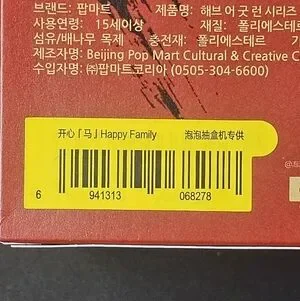 브랜드: 팝마트 제품명: 해브 어 굿 런 시리즈
사용연령: 15세이상 재질: 폴리에스테르
섬유/배나무 목제 충전재: 폴리에스테르
제조자명: Beijing Pop Mart Cultural & Creative C
수입자명: ㈜팝마트코리아 (0505-304-6600)
开心「马」Happy Family 泡泡抽盒机专供
6 941313 068278